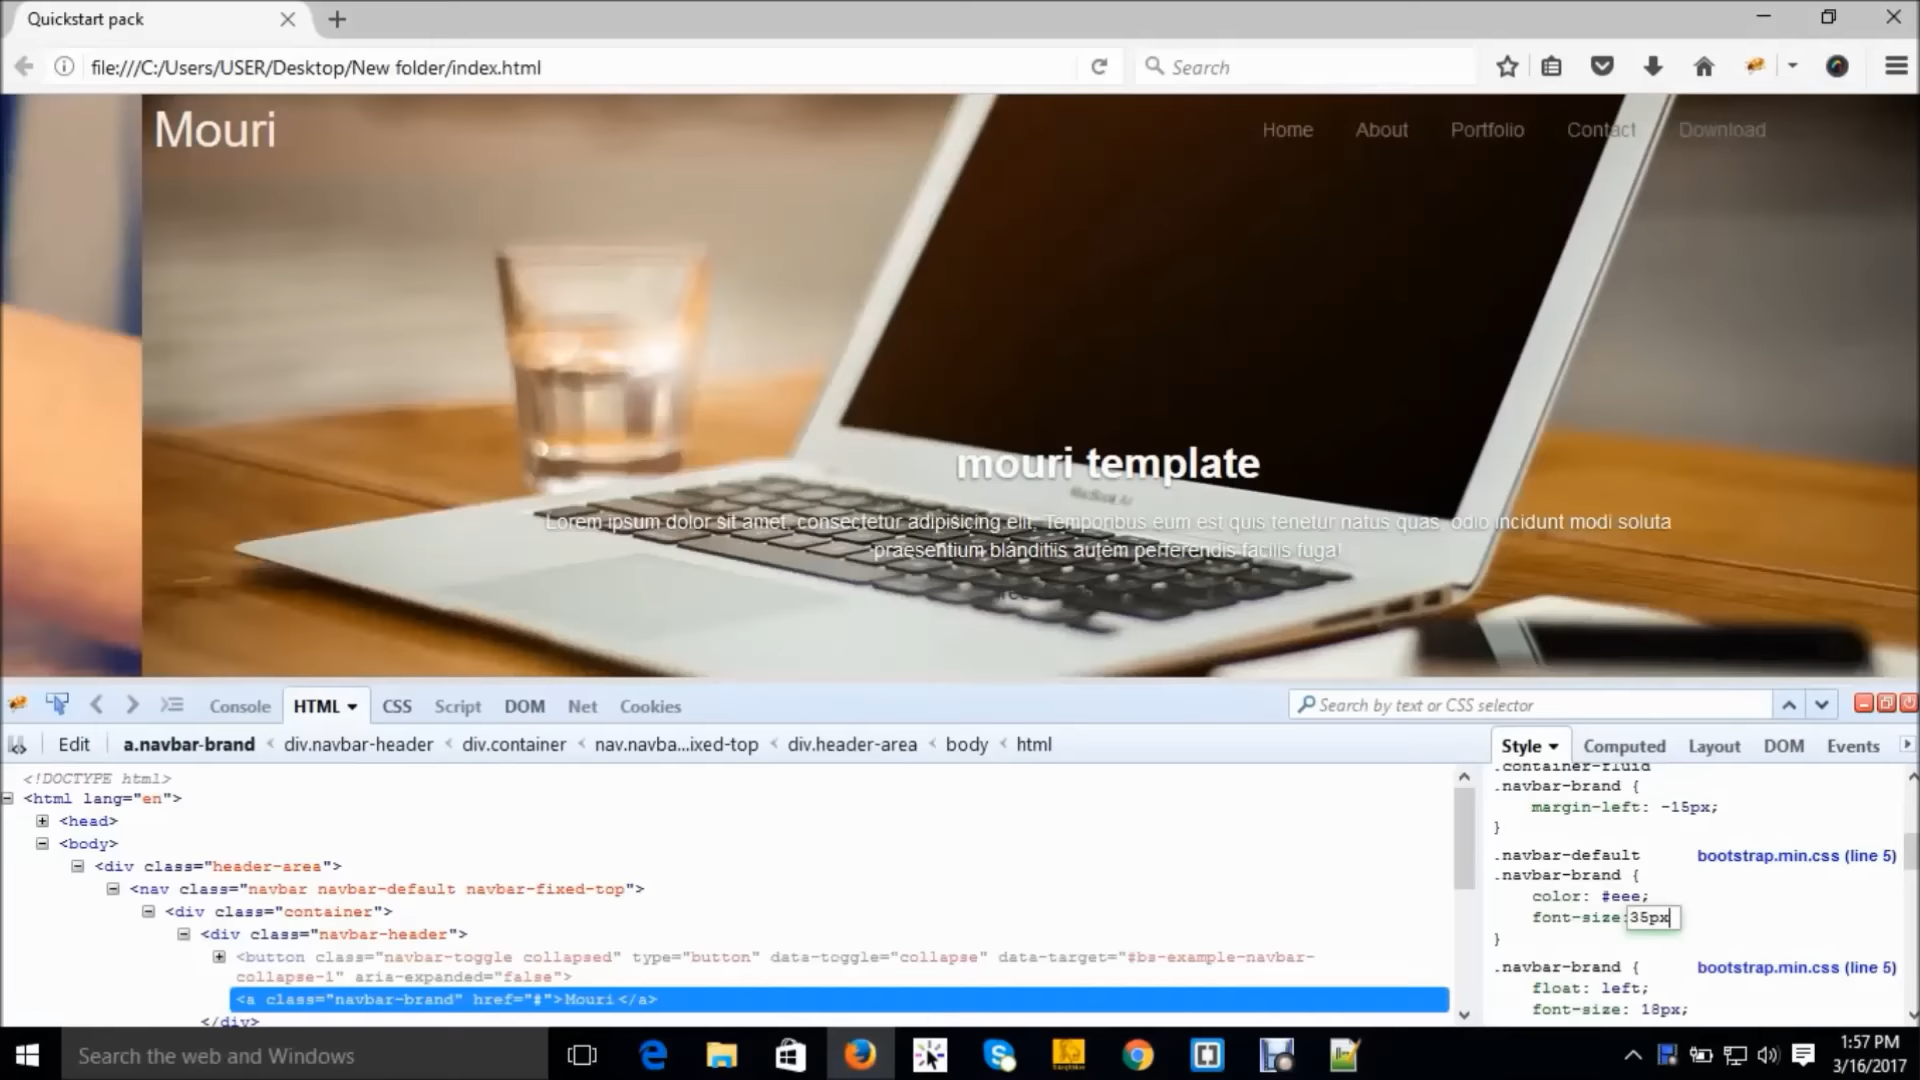 Quickstart pack
file:///C:/Users/USER/Desktop/New folder/index.html
Search
Mouri
Home About Portfolio Contact Download
mouri template
MacBook Air
Lorem ipsum dolor sit amet, consectetur adipisicing elit. Temporibus eum est quis tenetur natus quas, odio incidunt modi soluta
praesentium blanditiis autem perferendis facilis fuga!
Console HTML CSS Script DOM Net Cookies
Search by text or CSS selector
Edit a.navbar-brand < div.navbar-header < div.container < nav.navba...ixed-top < div.header-area < body < html
Style Computed Layout DOM Events
<!DOCTYPE html>
<html lang="en">
<head>
<body>
<div class="header-area">
<nav class="navbar navbar-default navbar-fixed-top">
<div class="container">
<div class="navbar-header">
<button class="navbar-toggle collapsed" type="button" data-toggle="collapse" data-target="#bs-example-navbar-
collapse-1" aria-expanded="false">
<a class="navbar-brand" href="#">Mouri</a>
</div>
.container-fluid
.navbar-brand {
margin-left: -15px;
}
.navbar-default bootstrap.min.css (line 5)
.navbar-brand {
color: #eee;
font-size:35px
}
.navbar-brand { bootstrap.min.css (line 5)
float: left;
font-size: 18px;
Search the web and Windows
1:57 PM
3/16/2017